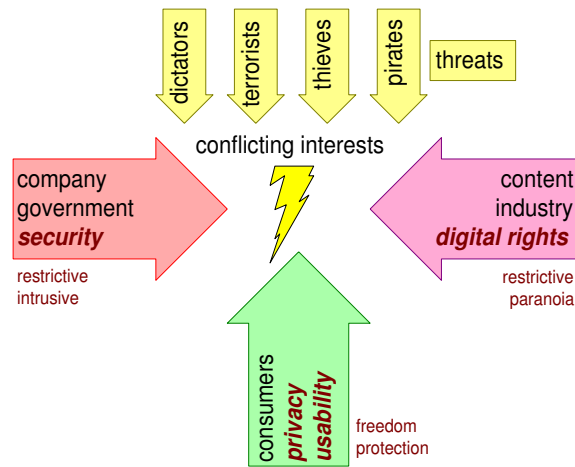 dictators
terrorists
thieves
pirates
threats
conflicting interests
company
government
security
restrictive
intrusive
content
industry
digital rights
restrictive
paranoia
consumers
privacy
usability
freedom
protection